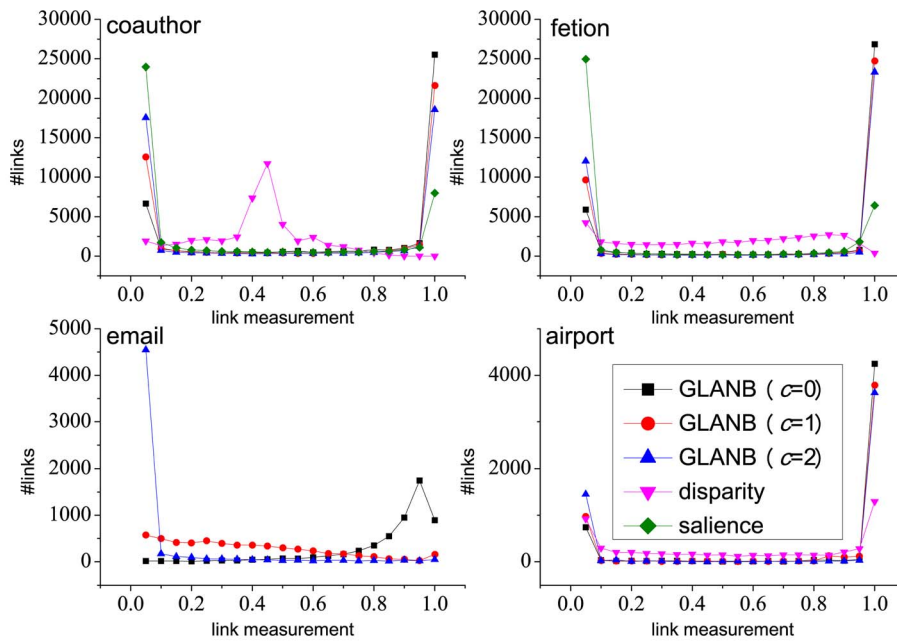 coauthor
30000
25000
20000
15000
10000
5000
0
#links
0.0 0.2 0.4 0.6 0.8 1.0
link measurement
fetion
30000
25000
20000
15000
10000
5000
0
#links
0.0 0.2 0.4 0.6 0.8 1.0
link measurement
email
5000
4000
3000
2000
1000
0
#links
0.0 0.2 0.4 0.6 0.8 1.0
link measurement
airport
4000
2000
0
#links
0.0 0.2 0.4 0.6 0.8 1.0
link measurement
GLANB ( c=0)
GLANB ( c=1)
GLANB ( c=2)
disparity
salience